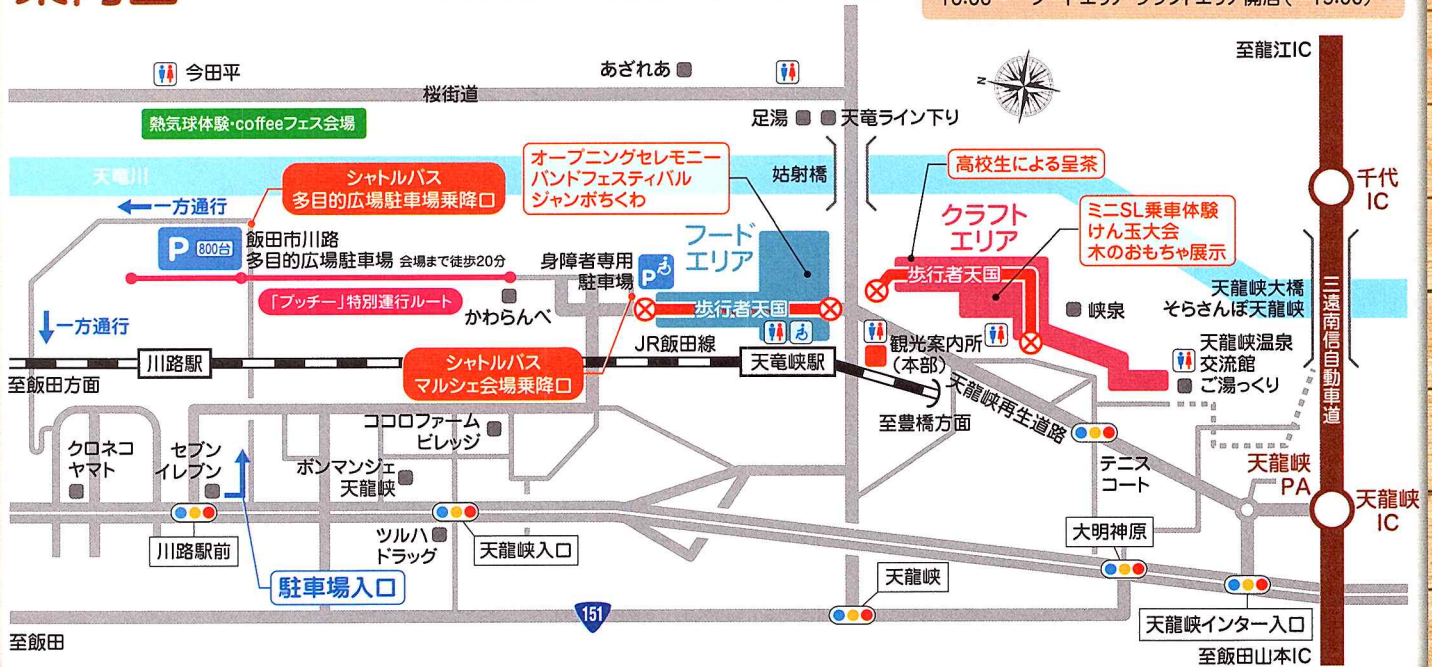 至龍江IC
今田平
あざれあ
桜街道
N
熱気球体験・coffeeフェス会場
足湯
天竜ライン下り
天竜川
シャトルバス
多目的広場駐車場乗降口
オープニングセレモニー
バンドフェスティバル
ジャンボちくわ
姑射橋
高校生による呈茶
千代
IC
一方通行
P 800台
飯田市川路
多目的広場駐車場 会場まで徒歩20分
身障者専用
駐車場
P
フード
エリア
クラフト
エリア
ミニSL乗車体験
けん玉大会
木のおもちゃ展示
歩行者天国
歩行者天国
「プッチー」特別運行ルート
かわらんべ
峡泉
天龍峡大橋
そらさんぽ天龍峡
三遠南信自動車道
一方通行
川路駅
至飯田方面
シャトルバス
マルシェ会場乗降口
JR飯田線
天竜峡駅
観光案内所
(本部)
天龍峡温泉
交流館
ご湯っくり
至豊橋方面
天龍峡再生道路
ココロファーム
ビレッジ
クロネコ
ヤマト
セブン
イレブン
ボンマンジェ
天龍峡
テニス
コート
天龍峡
PA
天龍峡
IC
川路駅前
ツルハ
ドラッグ
天龍峡入口
大明神原
駐車場入口
天龍峡
151
天龍峡インター入口
至飯田
至飯田山本IC